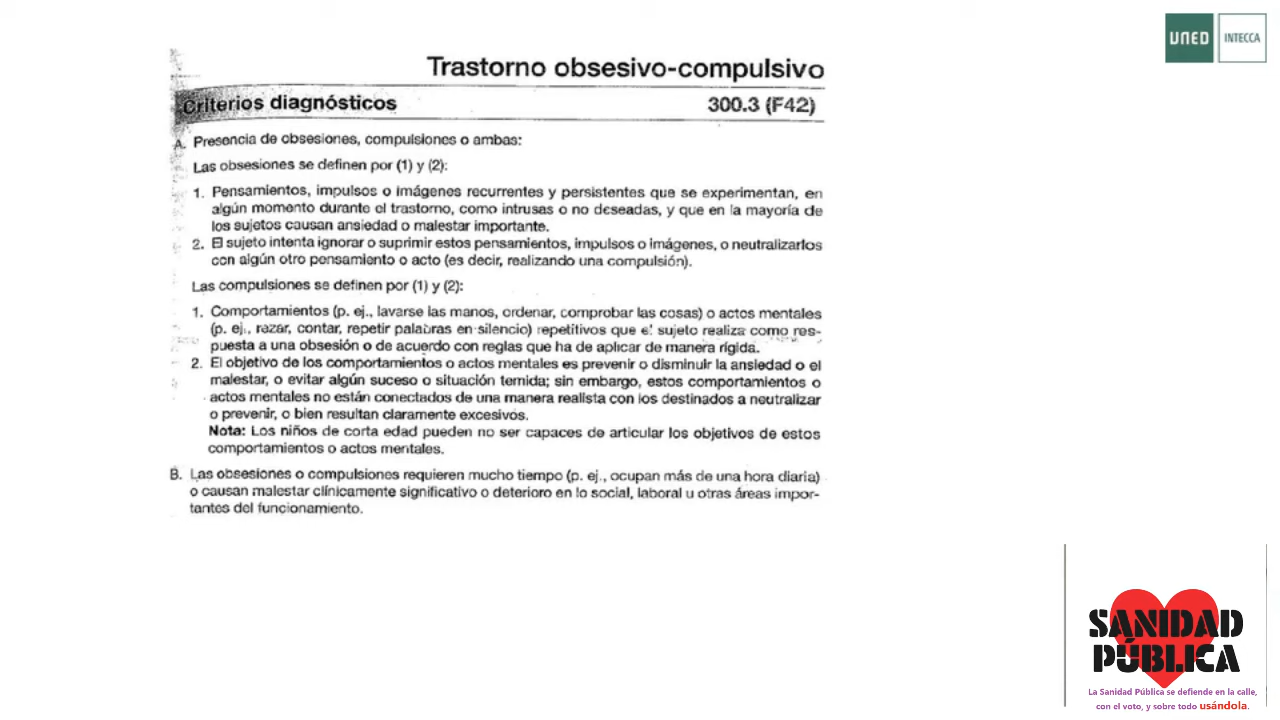 UNED
INTECCA
Trastorno obsesivo-compulsivo
Criterios diagnósticos 300.3 (F42)
A. Presencia de obsesiones, compulsiones o ambas:
Las obsesiones se definen por (1) y (2):
1. Pensamientos, impulsos o imágenes recurrentes y persistentes que se experimentan, en
algún momento durante el trastorno, como intrusas o no deseadas, y que en la mayoría de
los sujetos causan ansiedad o malestar importante.
2. El sujeto intenta ignorar o suprimir estos pensamientos, impulsos o imágenes, o neutralizarlos
con algún otro pensamiento o acto (es decir, realizando una compulsión).
Las compulsiones se definen por (1) y (2):
1. Comportamientos (p. ej., lavarse las manos, ordenar, comprobar las cosas) o actos mentales
(p. ej., rezar, contar, repetir palabras en silencio) repetitivos que el sujeto realiza como res-
puesta a una obsesión o de acuerdo con reglas que ha de aplicar de manera rígida.
2. El objetivo de los comportamientos o actos mentales es prevenir o disminuir la ansiedad o el
malestar, o evitar algún suceso o situación temida; sin embargo, estos comportamientos o
actos mentales no están conectados de una manera realista con los destinados a neutralizar
o prevenir, o bien resultan claramente excesivos.
Nota: Los niños de corta edad pueden no ser capaces de articular los objetivos de estos
comportamientos o actos mentales.
B. Las obsesiones o compulsiones requieren mucho tiempo (p. ej., ocupan más de una hora diaria)
o causan malestar clínicamente significativo o deterioro en lo social, laboral u otras áreas impor-
tantes del funcionamiento.
SANIDAD
PÚBLICA
La Sanidad Pública se defiende en la calle,
con el voto, y sobre todo usándola.